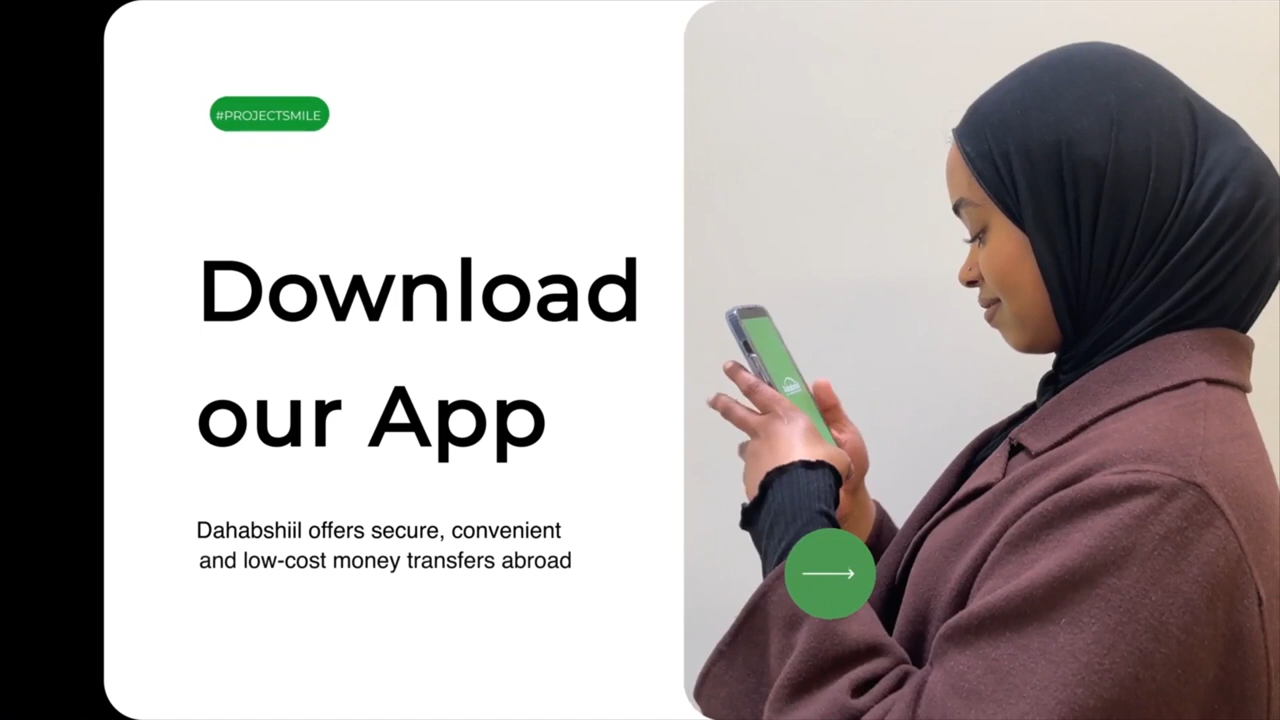 #PROJECTSMILE
Download
our App
Dahabshiil offers secure, convenient
and low-cost money transfers abroad